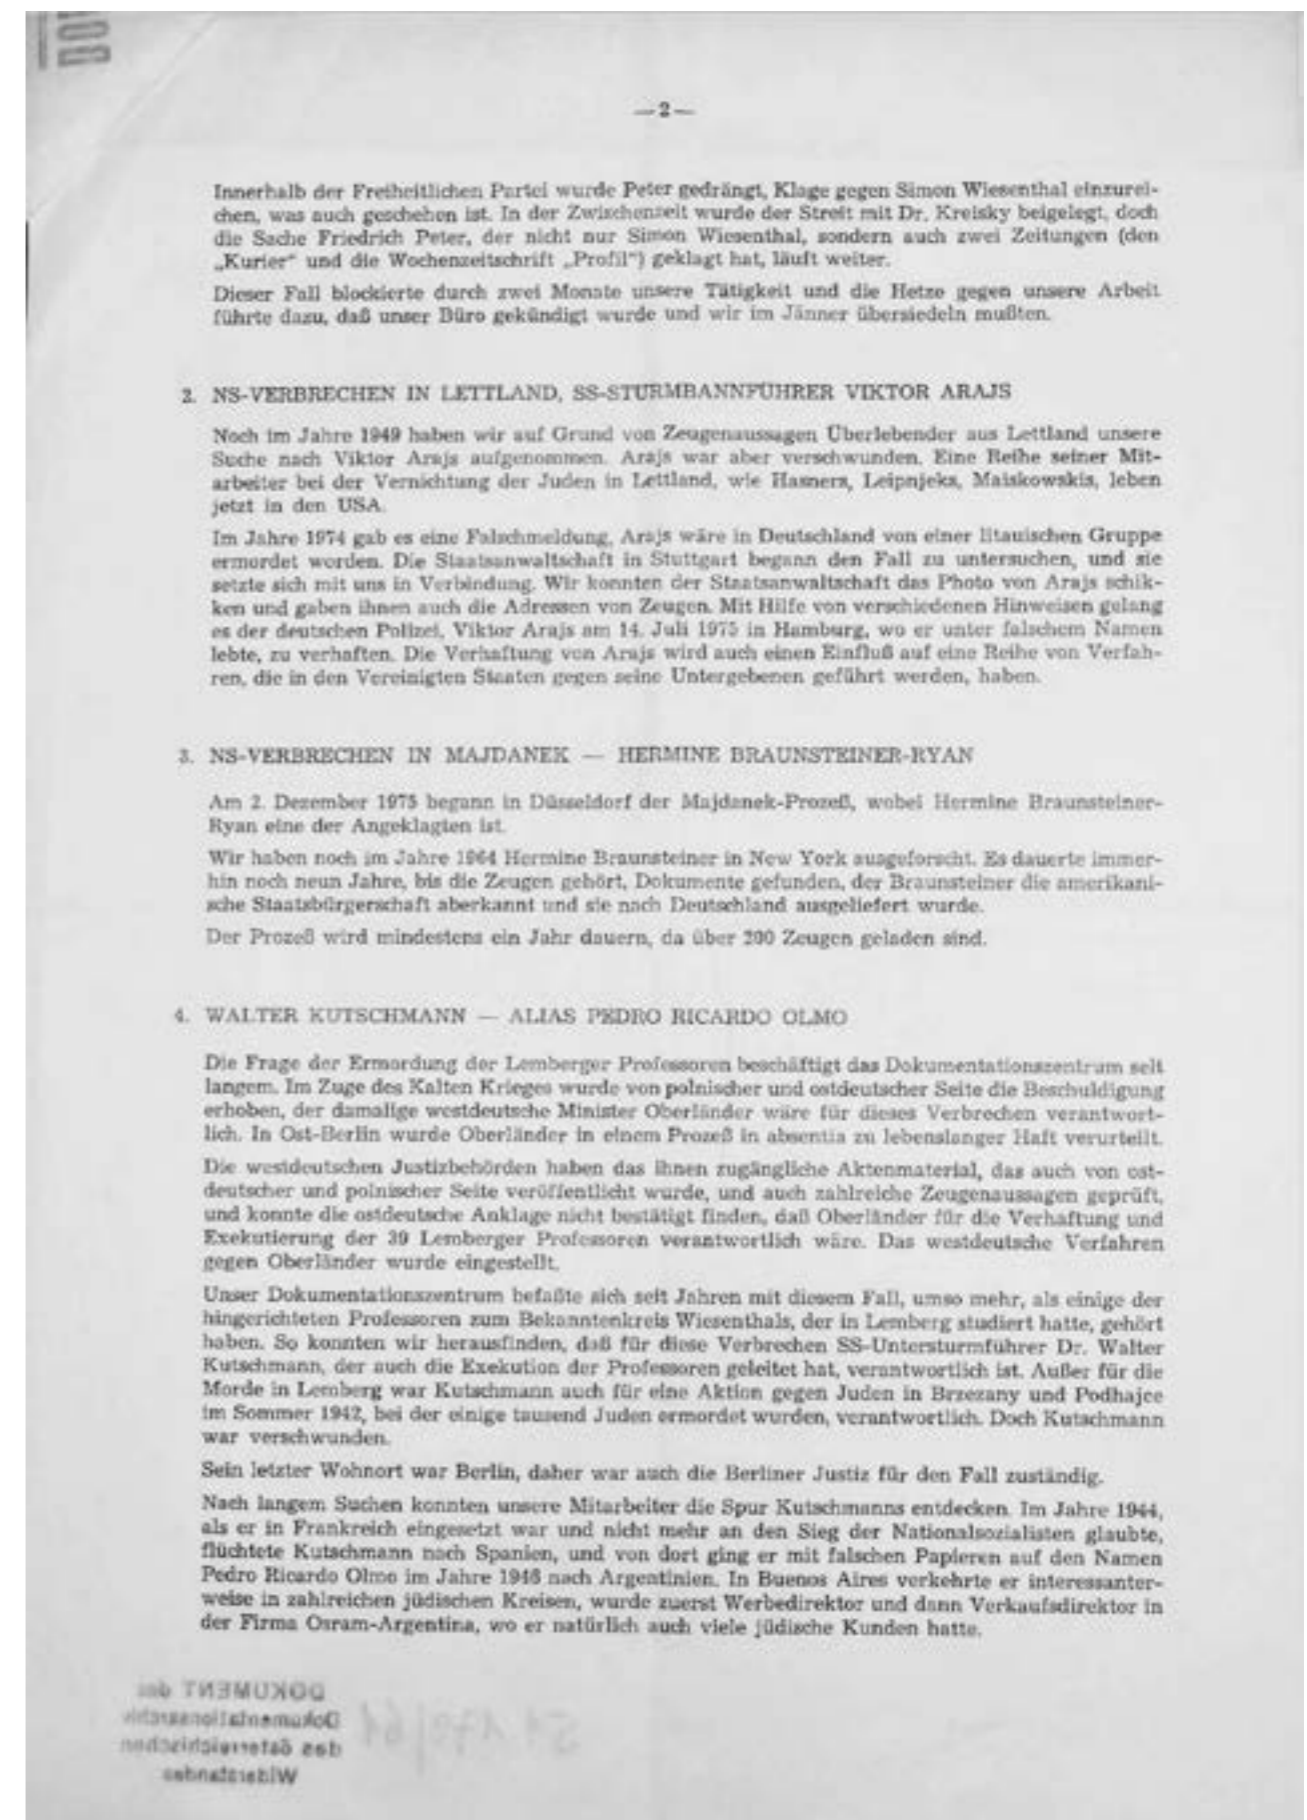 —2—
Innerhalb der Freiheitlichen Partei wurde Peter gedrängt, Klage gegen Simon Wiesenthal einzurei-
chen, was auch geschehen ist. In der Zwischenzeit wurde der Streit mit Dr. Kreisky beigelegt, doch
die Sache Friedrich Peter, der nicht nur Simon Wiesenthal, sondern auch zwei Zeitungen (den
„Kurier“ und die Wochenzeitschrift „Profil“) geklagt hat, läuft weiter.
Dieser Fall blockierte durch zwei Monate unsere Tätigkeit und die Hetze gegen unsere Arbeit
führte dazu, daß unser Büro gekündigt wurde und wir im Jänner übersiedeln mußten.
2. NS-VERBRECHEN IN LETTLAND, SS-STURMBANNFÜHRER VIKTOR ARAJS
Noch im Jahre 1949 haben wir auf Grund von Zeugenaussagen Überlebender aus Lettland unsere
Suche nach Viktor Arajs aufgenommen. Arajs war aber verschwunden. Eine Reihe seiner Mit-
arbeiter bei der Vernichtung der Juden in Lettland, wie Hasners, Leipnjeks, Maiskowskis, leben
jetzt in den USA.
Im Jahre 1974 gab es eine Falschmeldung, Arajs wäre in Deutschland von einer litauischen Gruppe
ermordet worden. Die Staatsanwaltschaft in Stuttgart begann den Fall zu untersuchen, und sie
setzte sich mit uns in Verbindung. Wir konnten der Staatsanwaltschaft das Photo von Arajs schik-
ken und gaben ihnen auch die Adressen von Zeugen. Mit Hilfe von verschiedenen Hinweisen gelang
es der deutschen Polizei, Viktor Arajs am 14. Juli 1975 in Hamburg, wo er unter falschem Namen
lebte, zu verhaften. Die Verhaftung von Arajs wird auch einen Einfluß auf eine Reihe von Verfah-
ren, die in den Vereinigten Staaten gegen seine Untergebenen geführt werden, haben.
3. NS-VERBRECHEN IN MAJDANEK — HERMINE BRAUNSTEINER-RYAN
Am 2. Dezember 1975 begann in Düsseldorf der Majdanek-Prozeß, wobei Hermine Braunsteiner-
Ryan eine der Angeklagten ist.
Wir haben noch im Jahre 1964 Hermine Braunsteiner in New York ausgeforscht. Es dauerte immer-
hin noch neun Jahre, bis die Zeugen gehört, Dokumente gefunden, der Braunsteiner die amerikani-
sche Staatsbürgerschaft aberkannt und sie nach Deutschland ausgeliefert wurde.
Der Prozeß wird mindestens ein Jahr dauern, da über 200 Zeugen geladen sind.
4. WALTER KUTSCHMANN — ALIAS PEDRO RICARDO OLMO
Die Frage der Ermordung der Lemberger Professoren beschäftigt das Dokumentationszentrum seit
langem. Im Zuge des Kalten Krieges wurde von polnischer und ostdeutscher Seite die Beschuldigung
erhoben, der damalige westdeutsche Minister Oberländer wäre für dieses Verbrechen verantwort-
lich. In Ost-Berlin wurde Oberländer in einem Prozeß in absentia zu lebenslanger Haft verurteilt.
Die westdeutschen Justizbehörden haben das ihnen zugängliche Aktenmaterial, das auch von ost-
deutscher und polnischer Seite veröffentlicht wurde, und auch zahlreiche Zeugenaussagen geprüft,
und konnte die ostdeutsche Anklage nicht bestätigt finden, daß Oberländer für die Verhaftung und
Exekutierung der 39 Lemberger Professoren verantwortlich wäre. Das westdeutsche Verfahren
gegen Oberländer wurde eingestellt.
Unser Dokumentationszentrum befaßte sich seit Jahren mit diesem Fall, umso mehr, als einige der
hingerichteten Professoren zum Bekanntenkreis Wiesenthals, der in Lemberg studiert hatte, gehört
haben. So konnten wir herausfinden, daß für diese Verbrechen SS-Untersturmführer Dr. Walter
Kutschmann, der auch die Exekution der Professoren geleitet hat, verantwortlich ist. Außer für die
Morde in Lemberg war Kutschmann auch für eine Aktion gegen Juden in Brzezany und Podhajce
im Sommer 1942, bei der einige tausend Juden ermordet wurden, verantwortlich. Doch Kutschmann
war verschwunden.
Sein letzter Wohnort war Berlin, daher war auch die Berliner Justiz für den Fall zuständig.
Nach langem Suchen konnten unsere Mitarbeiter die Spur Kutschmanns entdecken. Im Jahre 1944,
als er in Frankreich eingesetzt war und nicht mehr an den Sieg der Nationalsozialisten glaubte,
flüchtete Kutschmann nach Spanien, und von dort ging er mit falschen Papieren auf den Namen
Pedro Ricardo Olmo im Jahre 1946 nach Argentinien. In Buenos Aires verkehrte er interessanter-
weise in zahlreichen jüdischen Kreisen, wurde zuerst Werbedirektor und dann Verkaufsdirektor in
der Firma Osram-Argentina, wo er natürlich auch viele jüdische Kunden hatte.
DOKUMENT des
Dokumentationsarchiv
des österreichischen
Widerstandes